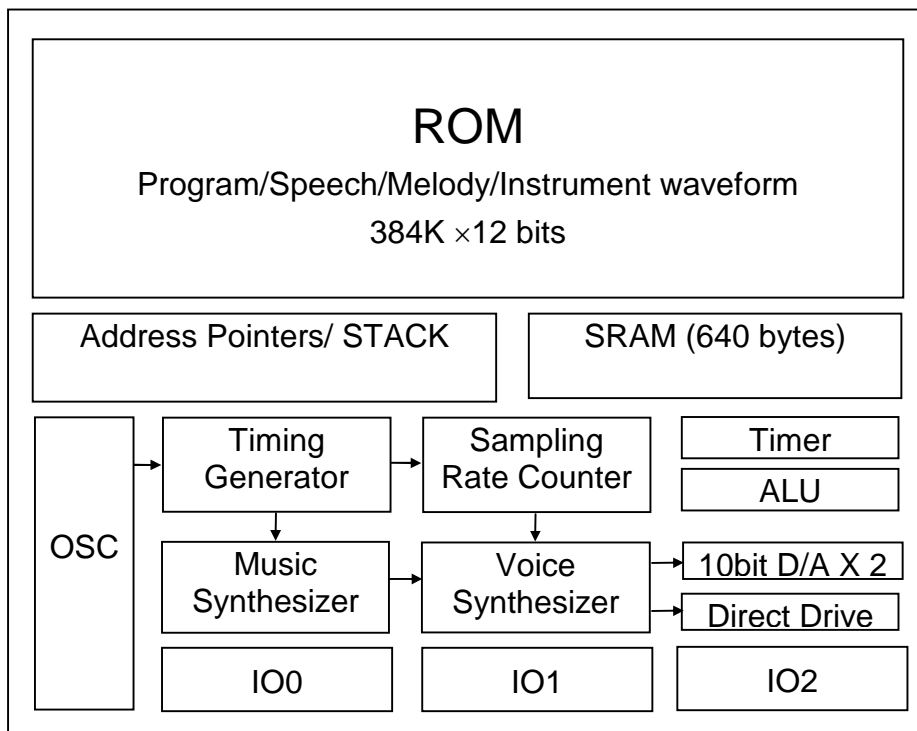 ROM
Program/Speech/Melody/Instrument waveform
384K ×12 bits
Address Pointers/ STACK
SRAM (640 bytes)
OSC
Timing
Generator
Sampling
Rate Counter
Timer
ALU
Music
Synthesizer
Voice
Synthesizer
10bit D/A X 2
Direct Drive
IO0
IO1
IO2